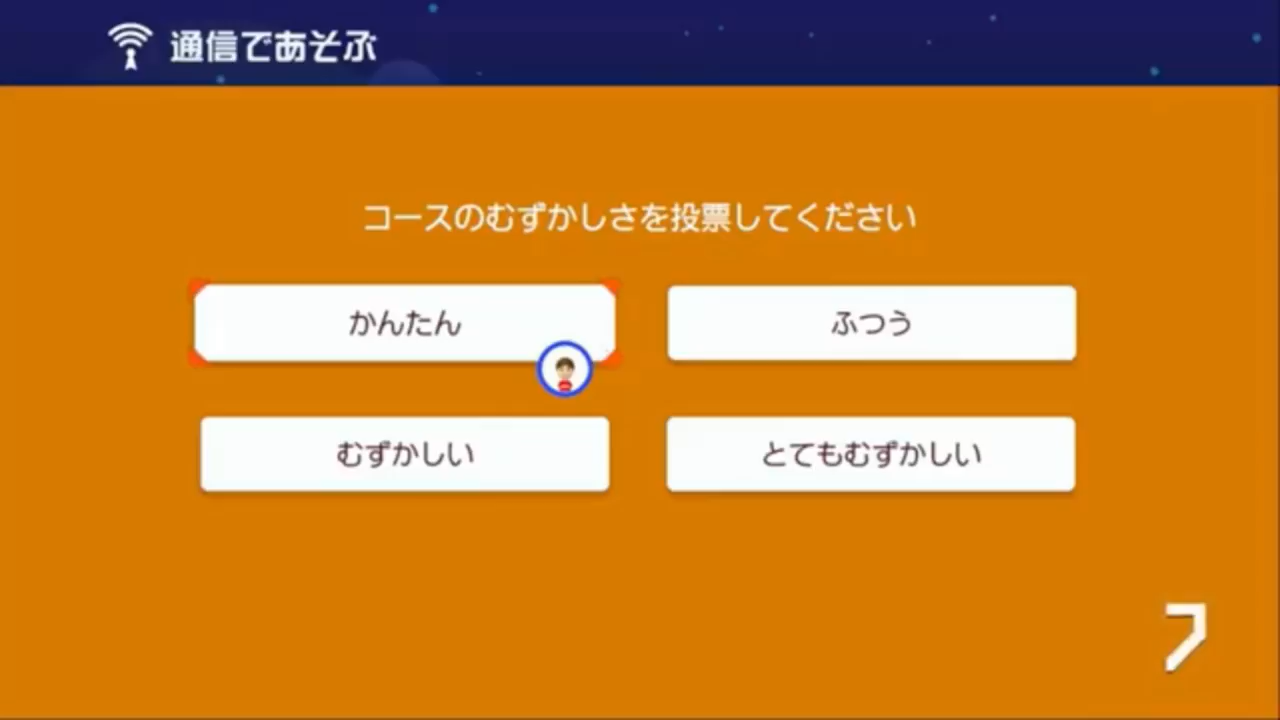 通信であそぶ
コースのむずかしさを投票してください
かんたん
ふつう
むずかしい
とてもむずかしい
7